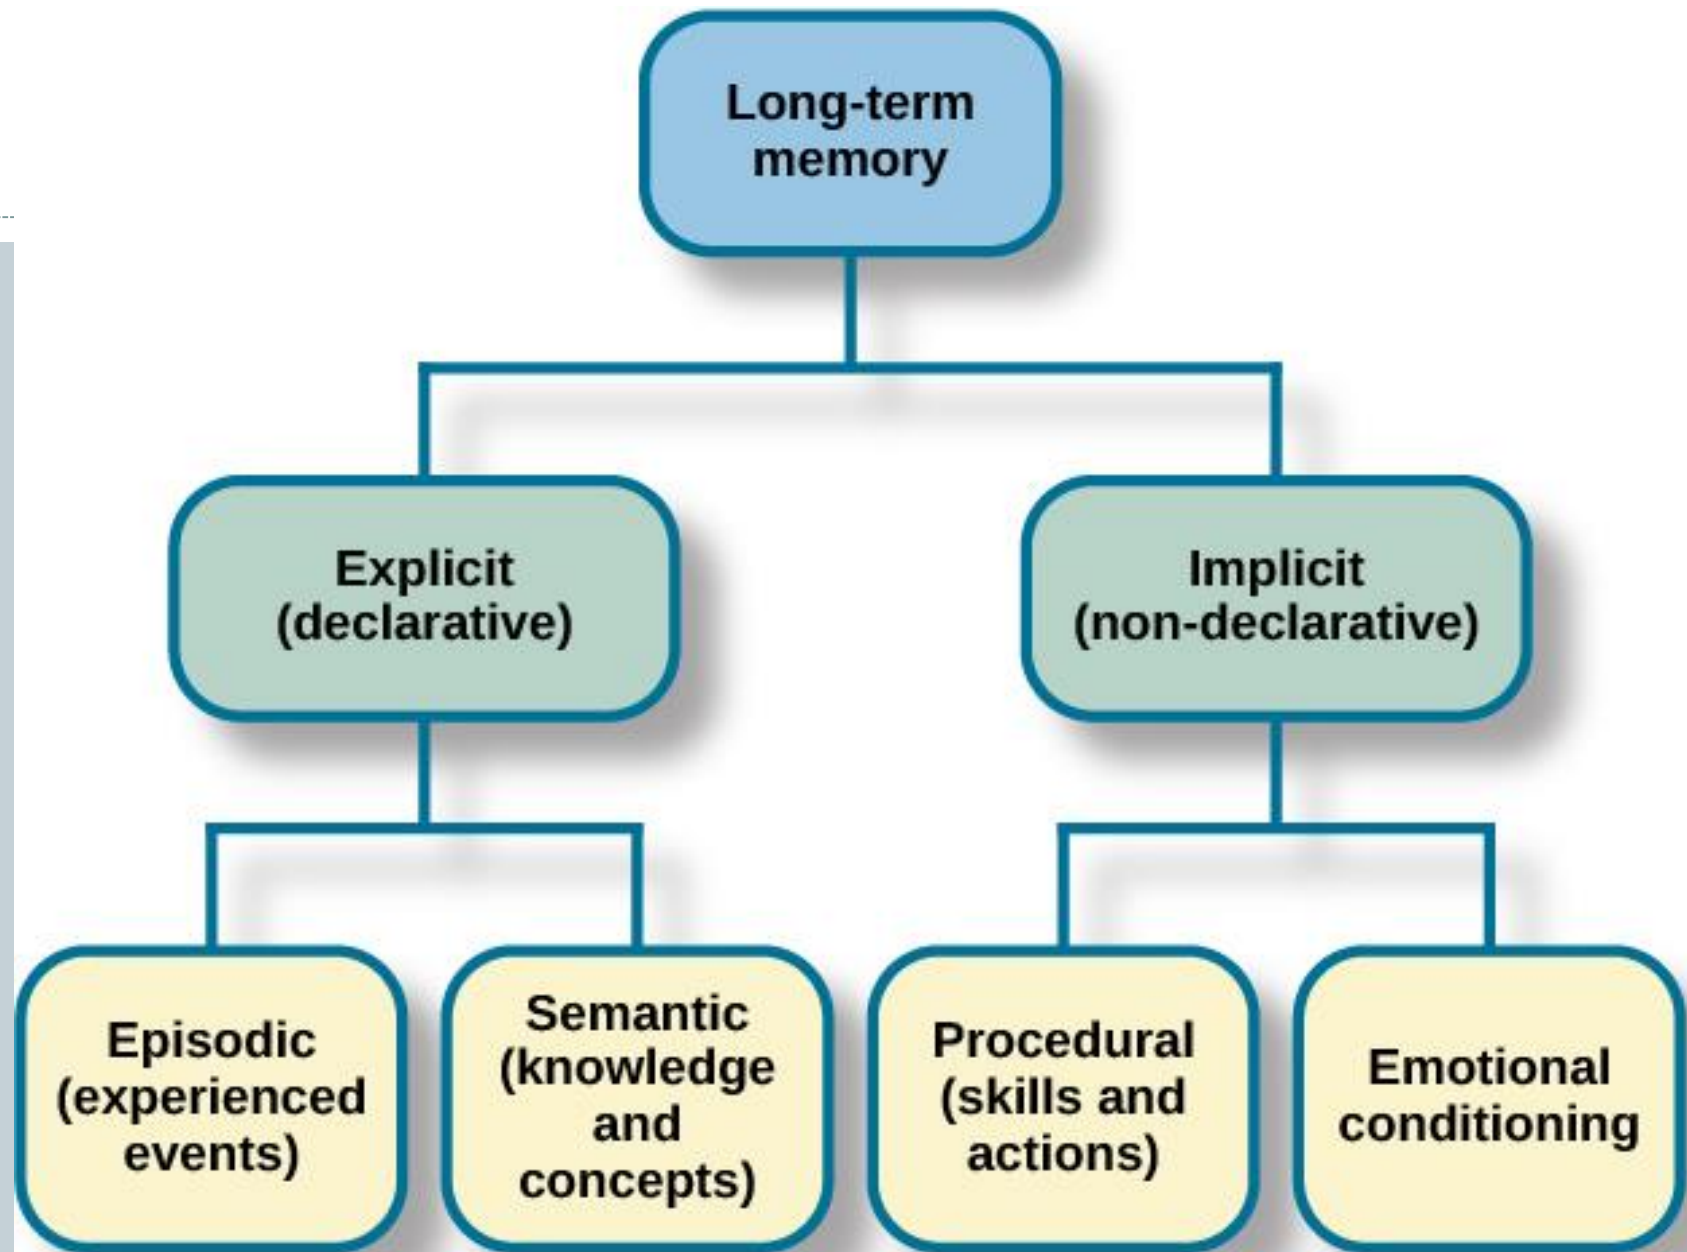 Long-term
memory
Explicit
(declarative)
Implicit
(non-declarative)
Episodic
(experienced
events)
Semantic
(knowledge
and
concepts)
Procedural
(skills and
actions)
Emotional
conditioning